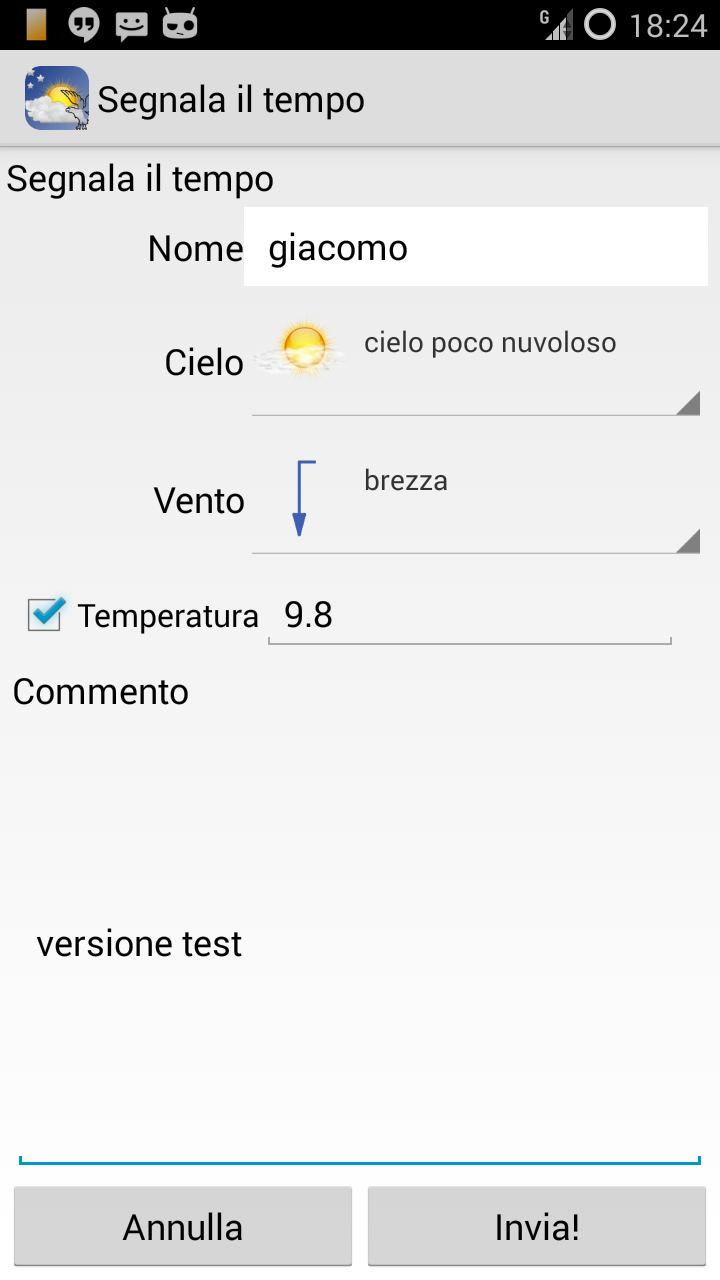 G 18:24
Segnala il tempo
Segnala il tempo
Nome giacomo
Cielo cielo poco nuvoloso
Vento brezza
Temperatura 9.8
Commento
versione test
Annulla Invia!